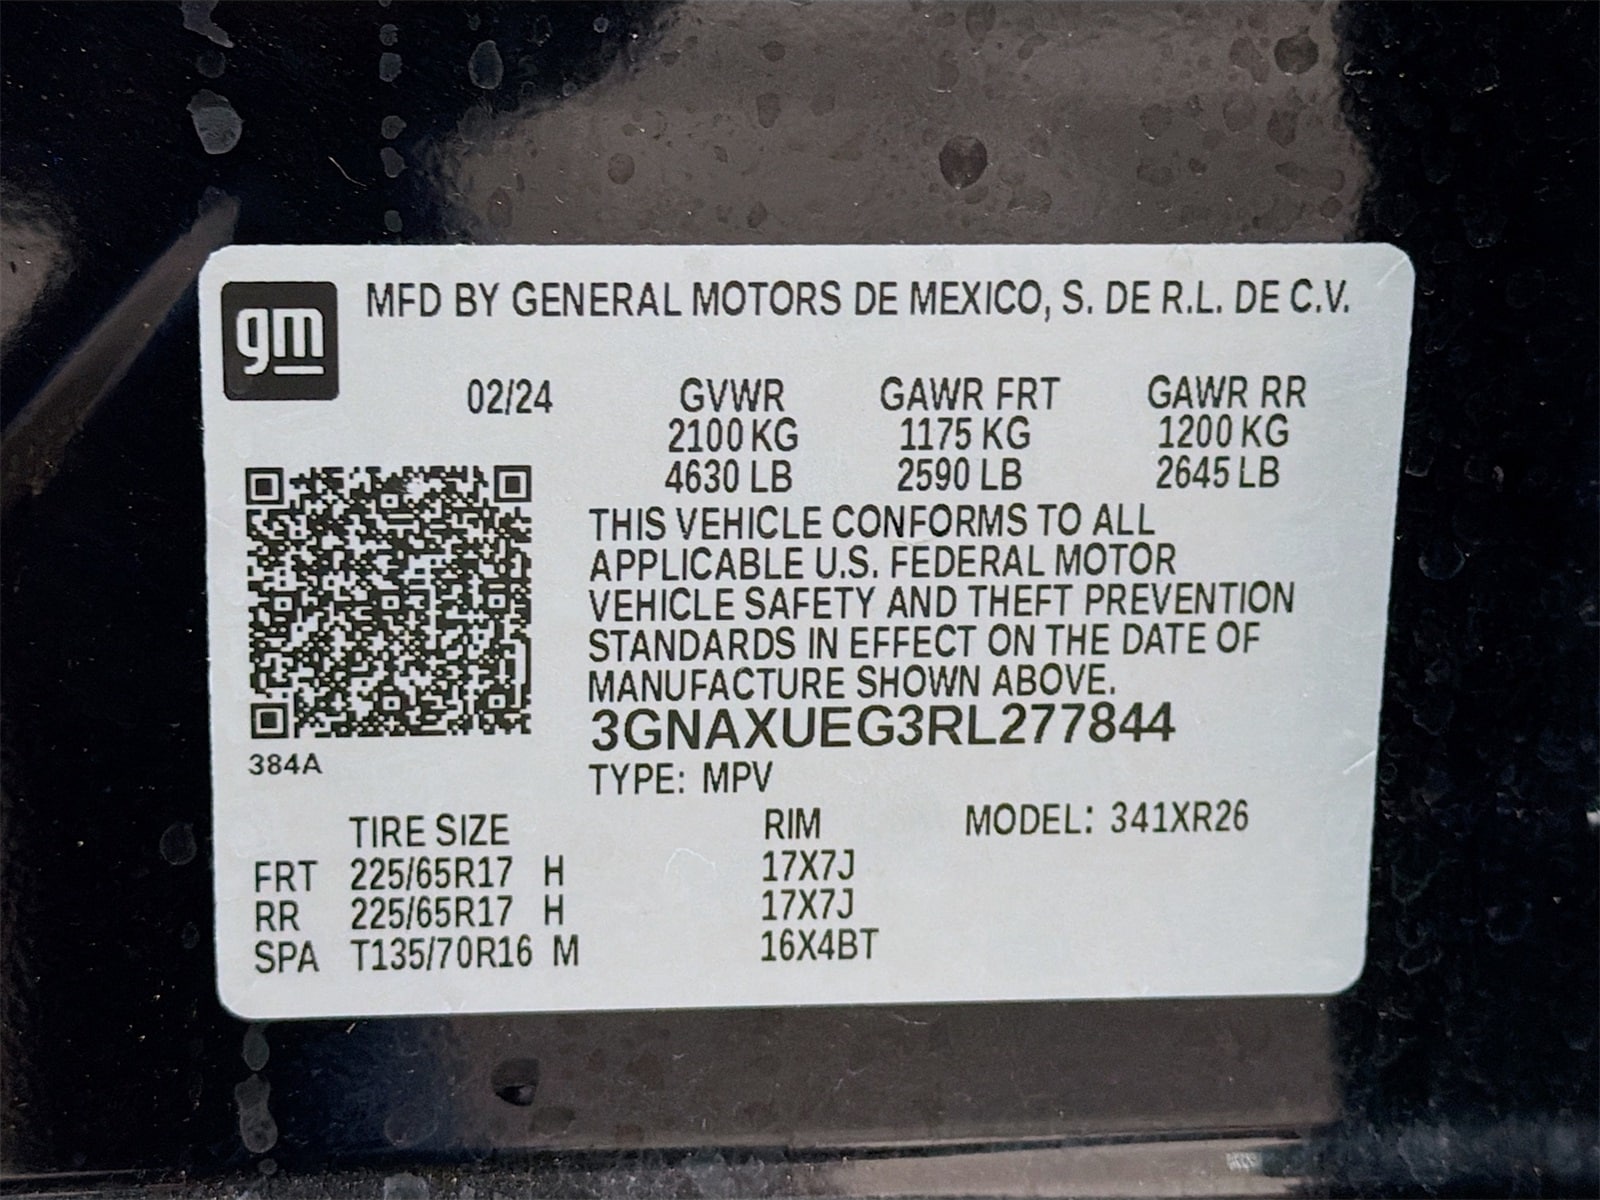 gm
MFD BY GENERAL MOTORS DE MEXICO, S. DE R.L. DE C.V.
02/24 GVWR GAWR FRT GAWR RR
2100 KG 1175 KG 1200 KG
4630 LB 2590 LB 2645 LB
THIS VEHICLE CONFORMS TO ALL
APPLICABLE U.S. FEDERAL MOTOR
VEHICLE SAFETY AND THEFT PREVENTION
STANDARDS IN EFFECT ON THE DATE OF
MANUFACTURE SHOWN ABOVE.
3GNAXUEG3RL277844
384A
TYPE: MPV
TIRE SIZE RIM MODEL: 341XR26
FRT 225/65R17 H 17X7J
RR 225/65R17 H 17X7J
SPA T135/70R16 M 16X4BT